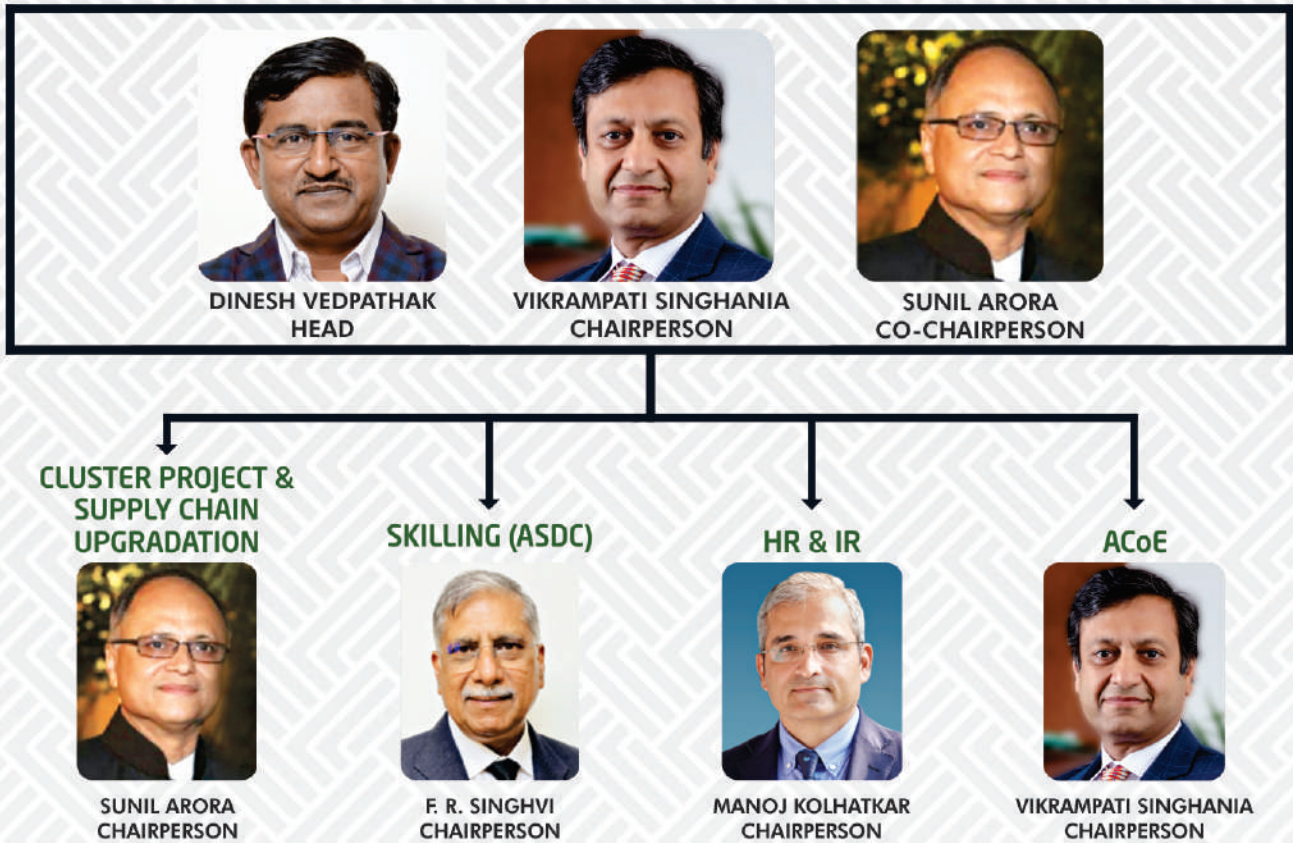 DINESH VEDPATHAK
HEAD
VIKRAMPATI SINGHANIA
CHAIRPERSON
SUNIL ARORA
CO-CHAIRPERSON
CLUSTER PROJECT &
SUPPLY CHAIN
UPGRADATION
SUNIL ARORA
CHAIRPERSON
SKILLING (ASDC)
F. R. SINGHVI
CHAIRPERSON
HR & IR
MANOJ KOLHATKAR
CHAIRPERSON
ACoE
VIKRAMPATI SINGHANIA
CHAIRPERSON